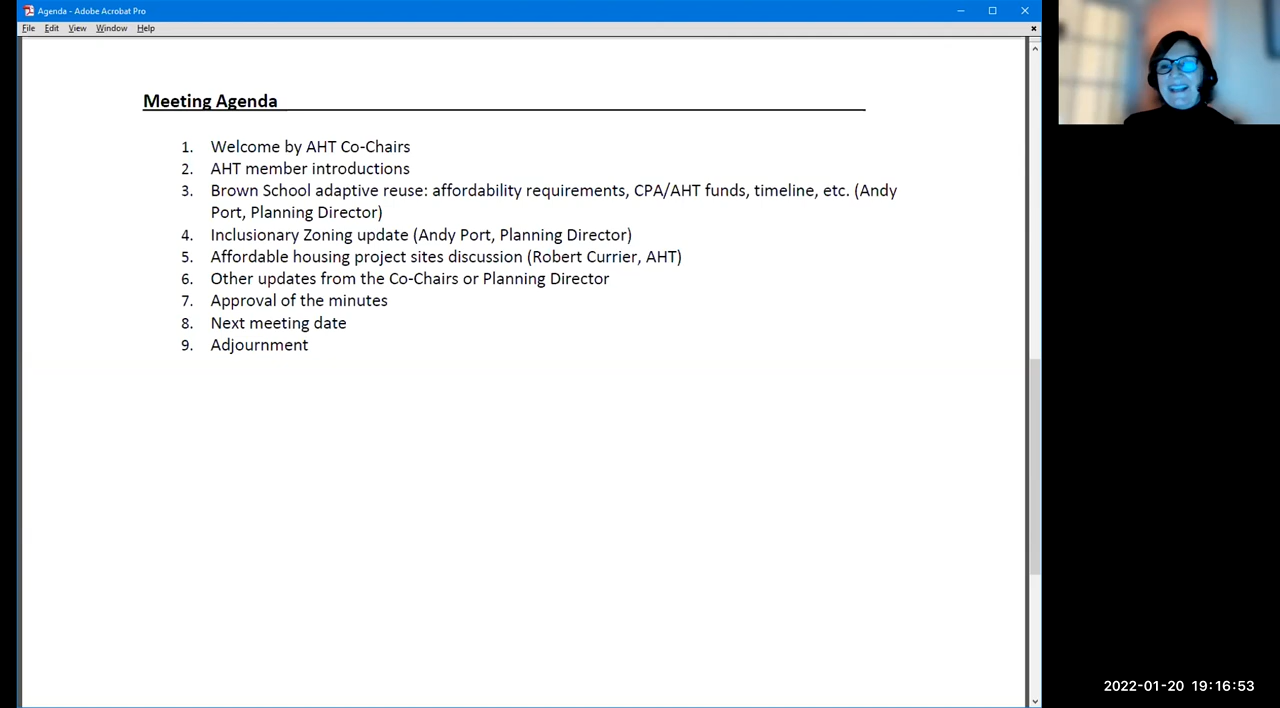 Agenda - Adobe Acrobat Pro
File Edit View Window Help
Meeting Agenda
1. Welcome by AHT Co-Chairs
2. AHT member introductions
3. Brown School adaptive reuse: affordability requirements, CPA/AHT funds, timeline, etc. (Andy
Port, Planning Director)
4. Inclusionary Zoning update (Andy Port, Planning Director)
5. Affordable housing project sites discussion (Robert Currier, AHT)
6. Other updates from the Co-Chairs or Planning Director
7. Approval of the minutes
8. Next meeting date
9. Adjournment
2022-01-20 19:16:53